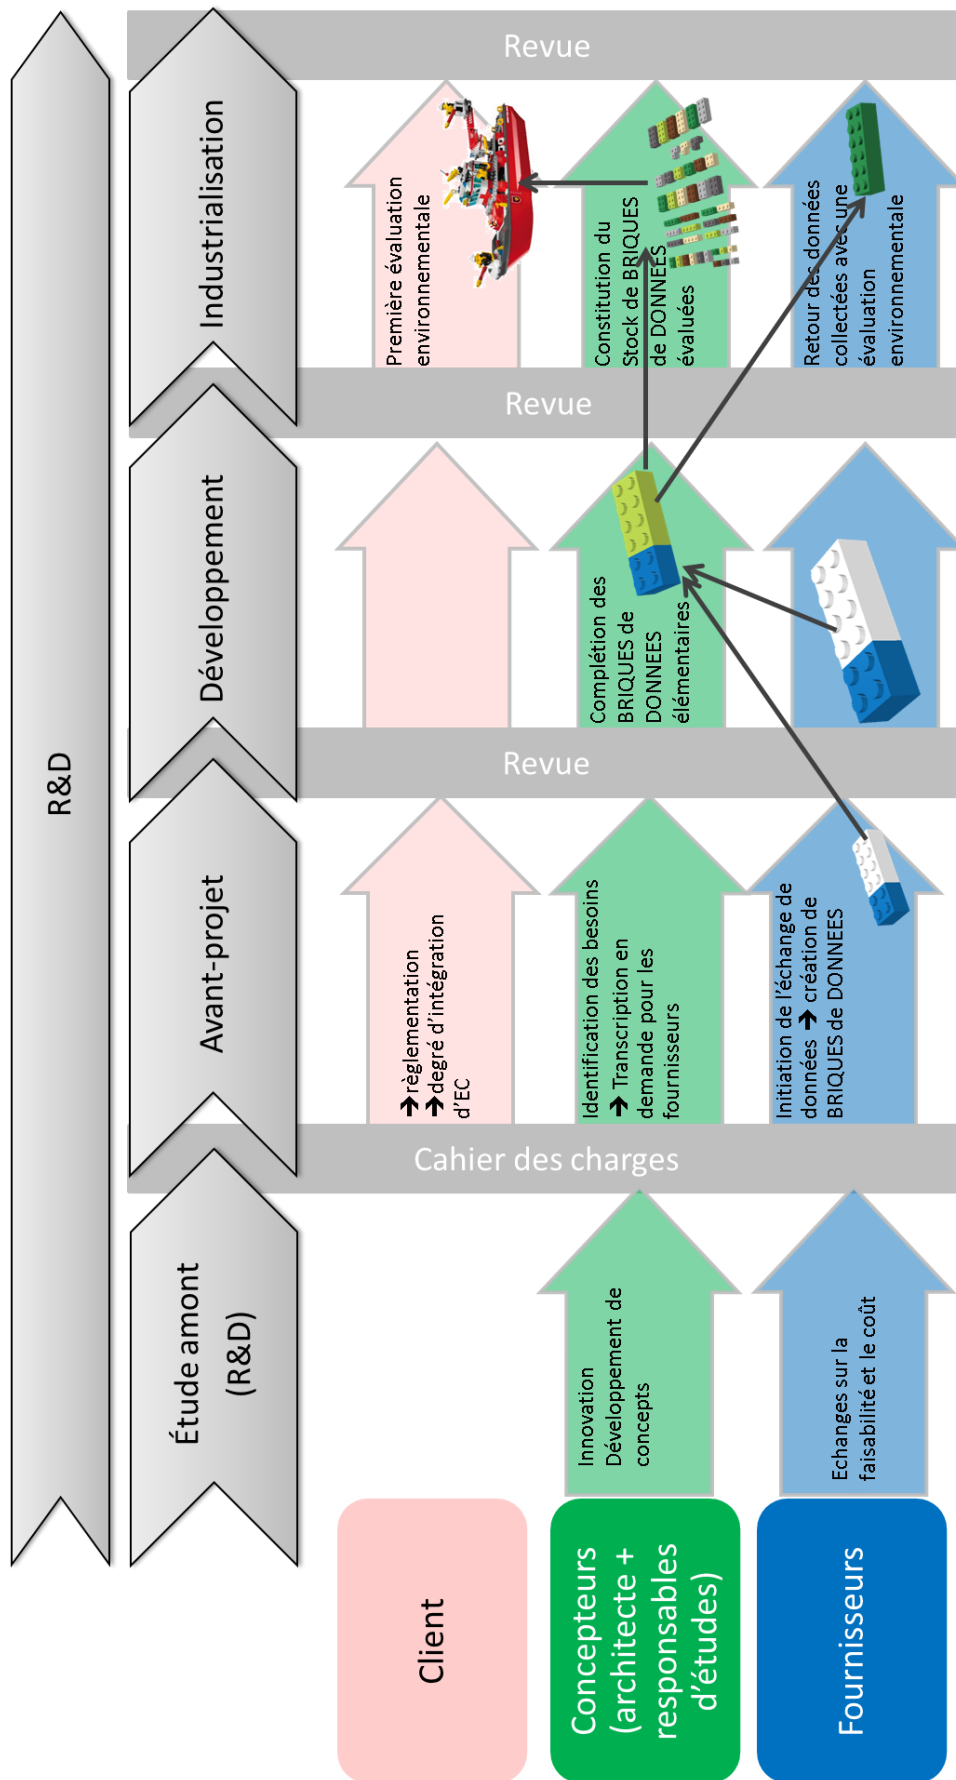 R&D
Étude amont
(R&D)
Avant-projet
Développement
Industrialisation
Cahier des charges
Revue
Revue
Revue
Client
➔règlementation
➔degré d'intégration
d'EC
Première évaluation
environnementale
Concepteurs
(architecte +
responsables
d'études)
Innovation
Développement de
concepts
Identification des besoins
➔ Transcription en
demande pour les
fournisseurs
Complétion des
BRIQUES de
DONNEES
élémentaires
Constitution du
Stock de BRIQUES
de DONNEES
évaluées
Fournisseurs
Echanges sur la
faisabilité et le coût
Initiation de l'échange de
données ➔ création de
BRIQUES de DONNEES
Retour des données
collectées avec une
évaluation
environnementale